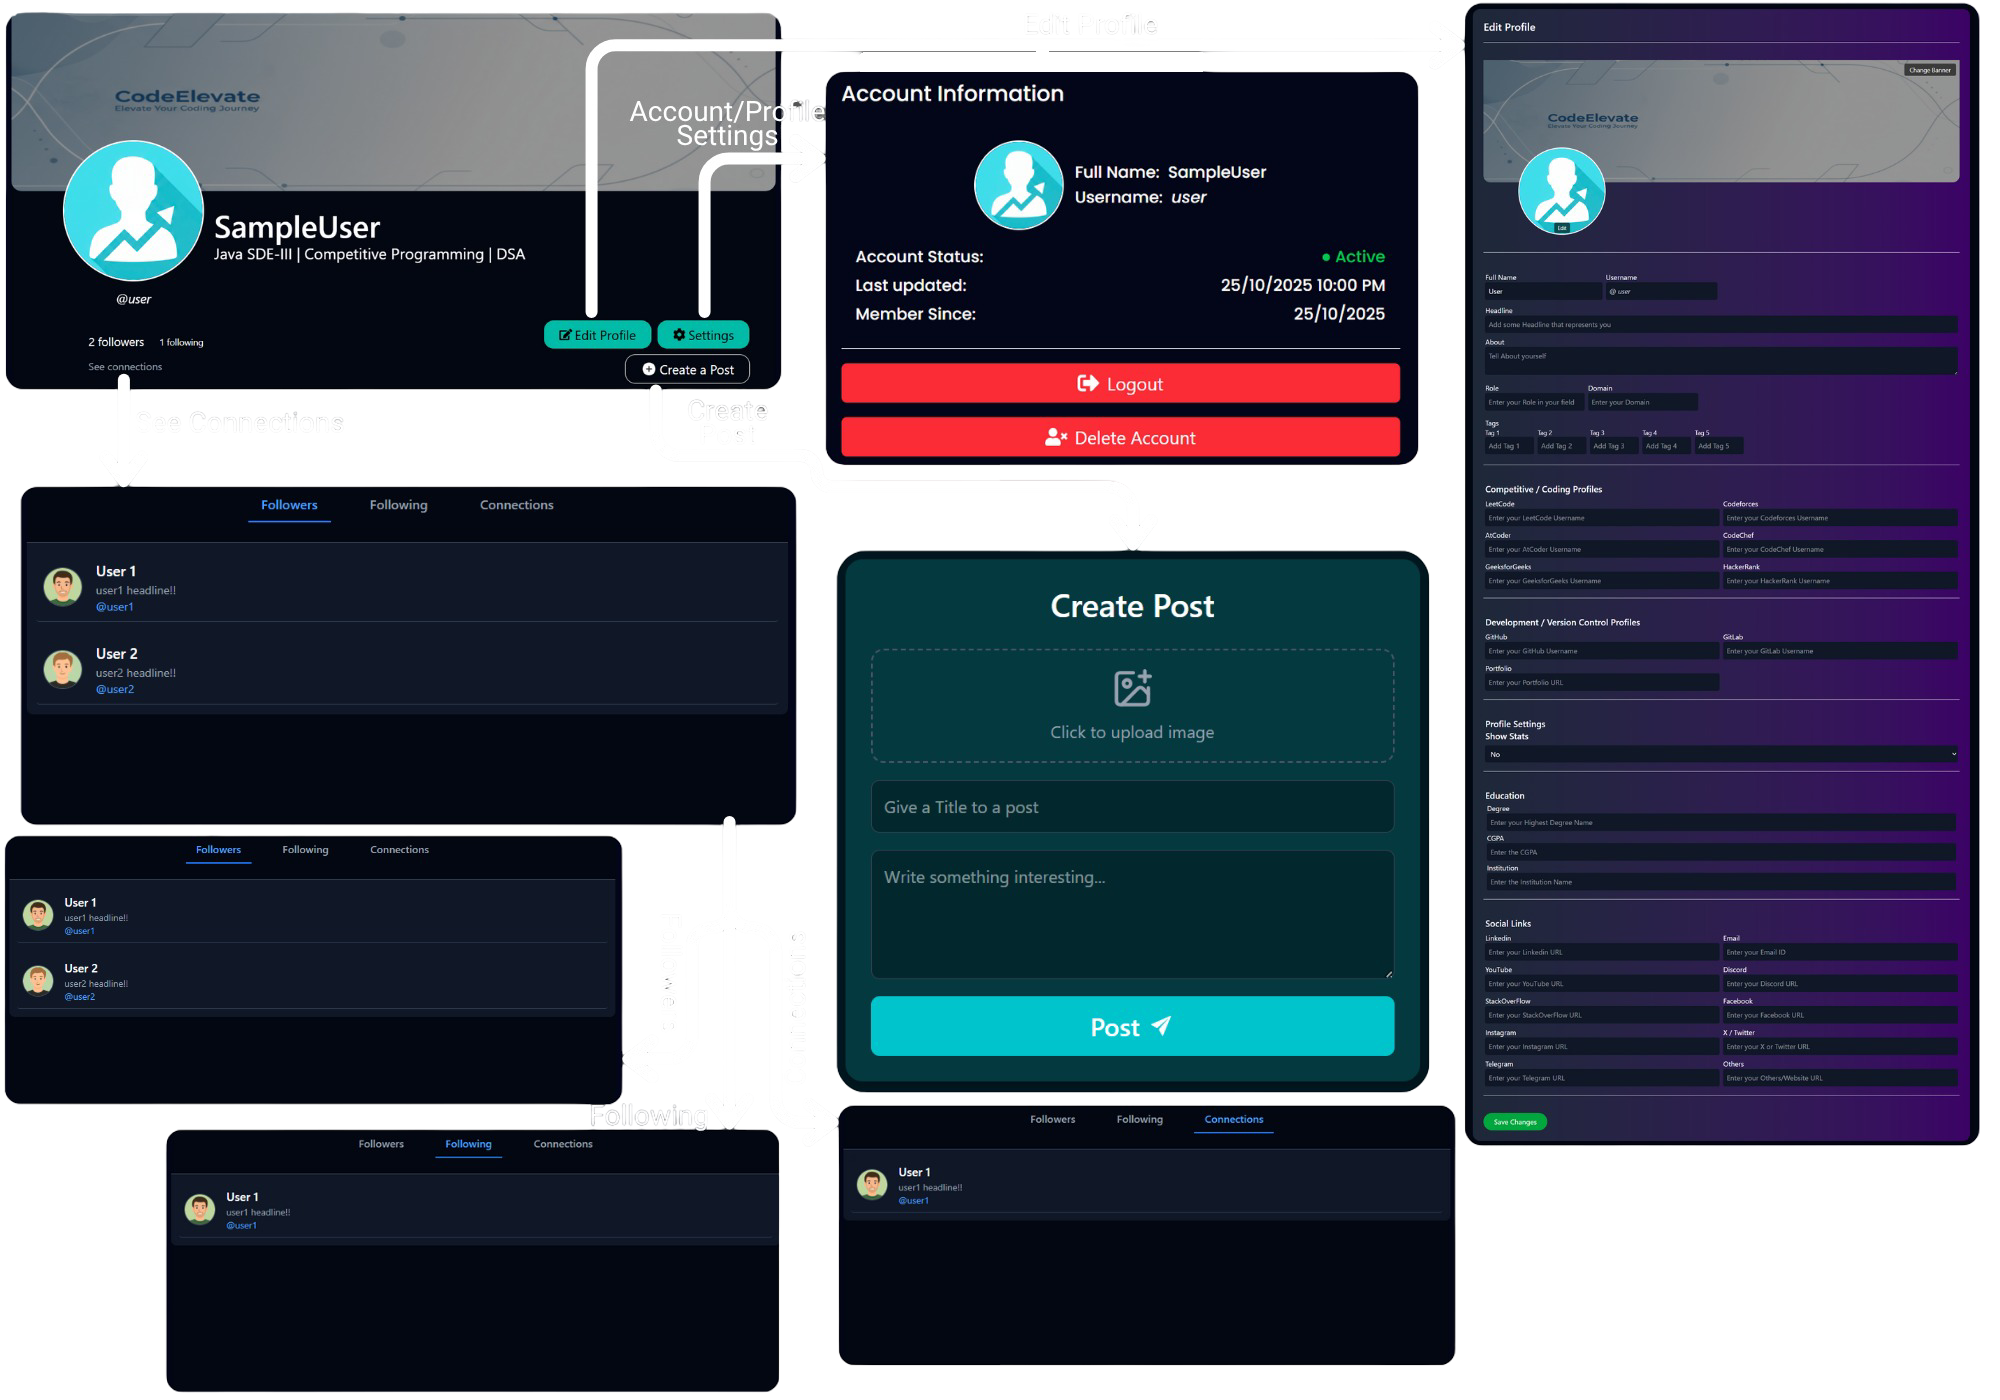 CodeElevate
Elevate Your Coding Journey
SampleUser
Java SDE-III | Competitive Programming | DSA
@user
2 followers 1 following
See connections
Edit Profile
Settings
Create a Post
Edit Profile
Account/Profile
Settings
See Connections
Create
Post
Account Information
Full Name: SampleUser
Username: user
Account Status: Active
Last updated: 25/10/2025 10:00 PM
Member Since: 25/10/2025
Logout
Delete Account
Followers Following Connections
User 1
user1 headline!!
@user1
User 2
user2 headline!!
@user2
Followers Following Connections
User 1
user1 headline!!
@user1
User 2
user2 headline!!
@user2
Following
Followers Following Connections
User 1
user1 headline!!
@user1
Create Post
Click to upload image
Give a Title to a post
Write something interesting...
Post
Followers Following Connections
User 1
user1 headline!!
@user1
Edit Profile
Change Banner
CodeElevate
Elevate Your Coding Journey
Edit
Full Name Username
User @ user
Headline
Add some Headline that represents you
About
Tell About yourself
Role Domain
Enter your Role in your field Enter your Domain
Tags
Tag 1 Tag 2 Tag 3 Tag 4 Tag 5
Add Tag 1 Add Tag 2 Add Tag 3 Add Tag 4 Add Tag 5
Competitive / Coding Profiles
LeetCode Codeforces
Enter your LeetCode Username Enter your Codeforces Username
AtCoder CodeChef
Enter your AtCoder Username Enter your CodeChef Username
GeeksforGeeks HackerRank
Enter your GeeksforGeeks Username Enter your HackerRank Username
Development / Version Control Profiles
GitHub GitLab
Enter your GitHub Username Enter your GitLab Username
Portfolio
Enter your Portfolio URL
Profile Settings
Show Stats
No
Education
Degree
Enter your Highest Degree Name
CGPA
Enter the CGPA
Institution
Enter the Institution Name
Social Links
Linkedin Email
Enter your Linkedin URL Enter your Email ID
YouTube Discord
Enter your YouTube URL Enter your Discord URL
StackOverFlow Facebook
Enter your StackOverFlow URL Enter your Facebook URL
Instagram X / Twitter
Enter your Instagram URL Enter your X or Twitter URL
Telegram Others
Enter your Telegram URL Enter your Others/Website URL
Save Changes